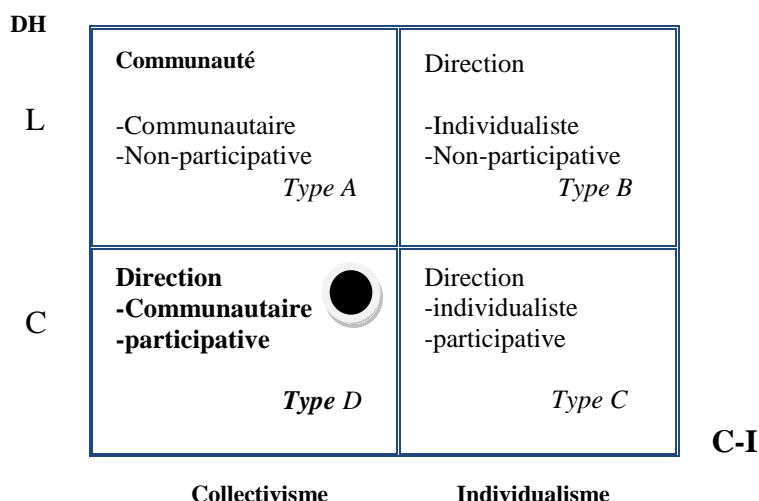 DH
L
Communauté
-Communautaire
-Non-participative
Type A
Direction
-Individualiste
-Non-participative
Type B
C
Direction
-Communautaire
-participative
Type D
Direction
-individualiste
-participative
Type C
C-I
Collectivisme
Individualisme